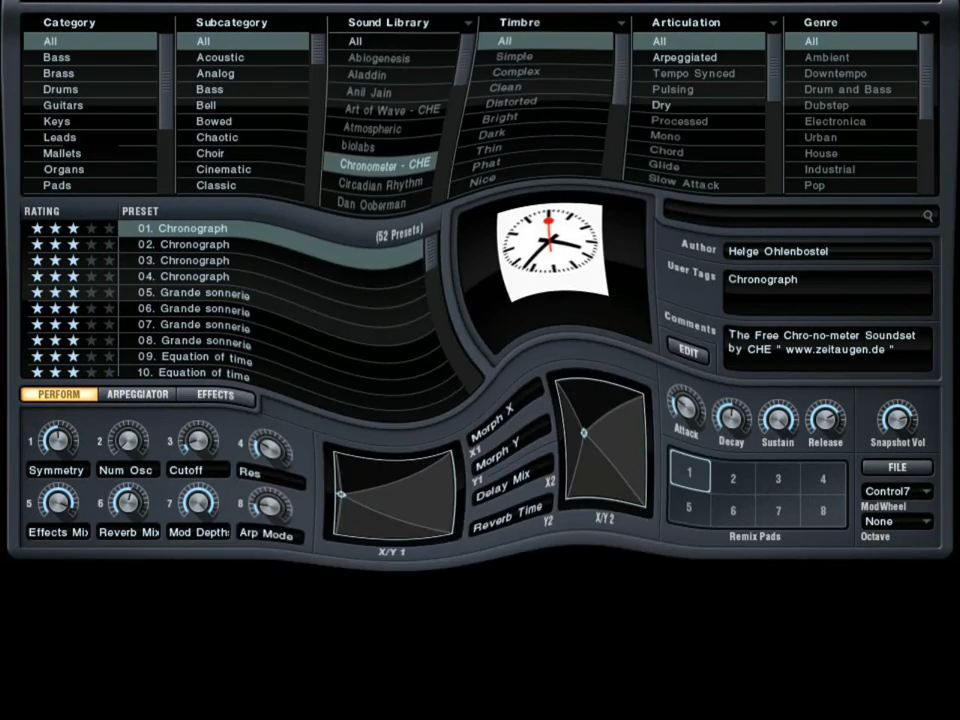 Category
Subcategory
Sound Library
Timbre
Articulation
Genre
All
Bass
Brass
Drums
Guitars
Keys
Leads
Mallets
Organs
Pads
All
Acoustic
Analog
Bass
Bell
Bowed
Chaotic
Choir
Cinematic
Classic
All
Abiogenesis
Aladdin
Anil Jain
Art of Wave - CHE
Atmospheric
biolabs
Chronometer - CHE
Circadian Rhythm
Dan Ooberman
All
Simple
Complex
Clean
Distorted
Bright
Dark
Thin
Phat
Nice
All
Arpeggiated
Tempo Synced
Pulsing
Dry
Processed
Mono
Chord
Glide
Slow Attack
All
Ambient
Downtempo
Drum and Bass
Dubstep
Electronica
Urban
House
Industrial
Pop
RATING
PRESET
01. Chronograph
(52 Presets)
02. Chronograph
03. Chronograph
04. Chronograph
05. Grande sonnerie
06. Grande sonnerie
07. Grande sonnerie
08. Grande sonnerie
09. Equation of time
10. Equation of time
Author
Helge Ohlenbostel
User Tags
Chronograph
Comments
EDIT
The Free Chro-no-meter Soundset
by CHE " www.zeitaugen.de "
PERFORM
ARPEGGIATOR
EFFECTS
1
Symmetry
2
Num Osc
3
Cutoff
4
Res
5
Effects Mix
6
Reverb Mix
7
Mod Depth
8
Arp Mode
X/Y 1
Morph X
X1
Morph Y
Y1
Delay Mix
X2
Reverb Time
Y2
X/Y 2
Attack
Decay
Sustain
Release
Snapshot Vol
1
2
3
4
5
6
7
8
Remix Pads
FILE
Control7
ModWheel
None
Octave